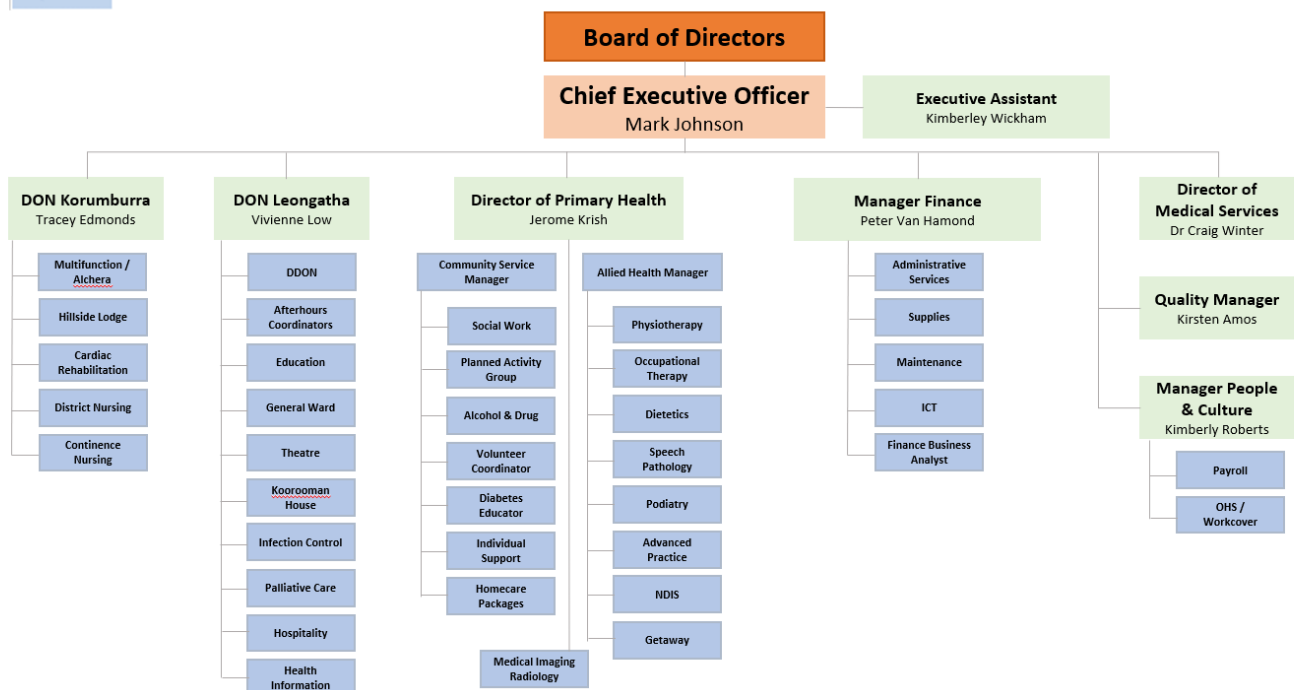 Board of Directors
Chief Executive Officer
Mark Johnson
Executive Assistant
Kimberley Wickham
DON Korumburra
Tracey Edmonds
Multifunction /
Alchera
Hillside Lodge
Cardiac
Rehabilitation
District Nursing
Continence
Nursing
DON Leongatha
Vivienne Low
DDON
Afterhours
Coordinators
Education
General Ward
Theatre
Koorooman
House
Infection Control
Palliative Care
Hospitality
Health
Information
Director of Primary Health
Jerome Krish
Community Service
Manager
Social Work
Planned Activity
Group
Alcohol & Drug
Volunteer
Coordinator
Diabetes
Educator
Individual
Support
Homecare
Packages
Allied Health Manager
Physiotherapy
Occupational
Therapy
Dietetics
Speech
Pathology
Podiatry
Advanced
Practice
NDIS
Getaway
Medical Imaging
Radiology
Manager Finance
Peter Van Hamond
Administrative
Services
Supplies
Maintenance
ICT
Finance Business
Analyst
Director of
Medical Services
Dr Craig Winter
Quality Manager
Kirsten Amos
Manager People
& Culture
Kimberly Roberts
Payroll
OHS /
Workcover